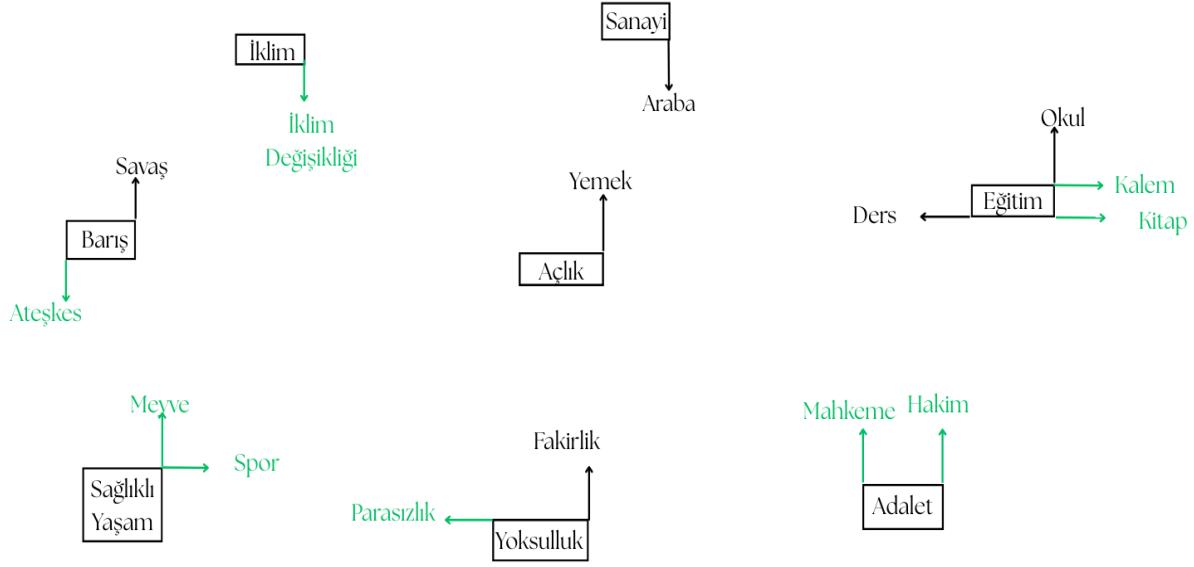 Sanayi
İklim
Araba
İklim
Değişikliği
Okul
Savaş
Yemek
Kalem
Eğitim
Ders
Kitap
Barış
Açlık
Ateşkes
Meyve
Mahkeme
Hakim
Fakirlik
Spor
Sağlıklı
Yaşam
Parasızlık
Adalet
Yoksulluk